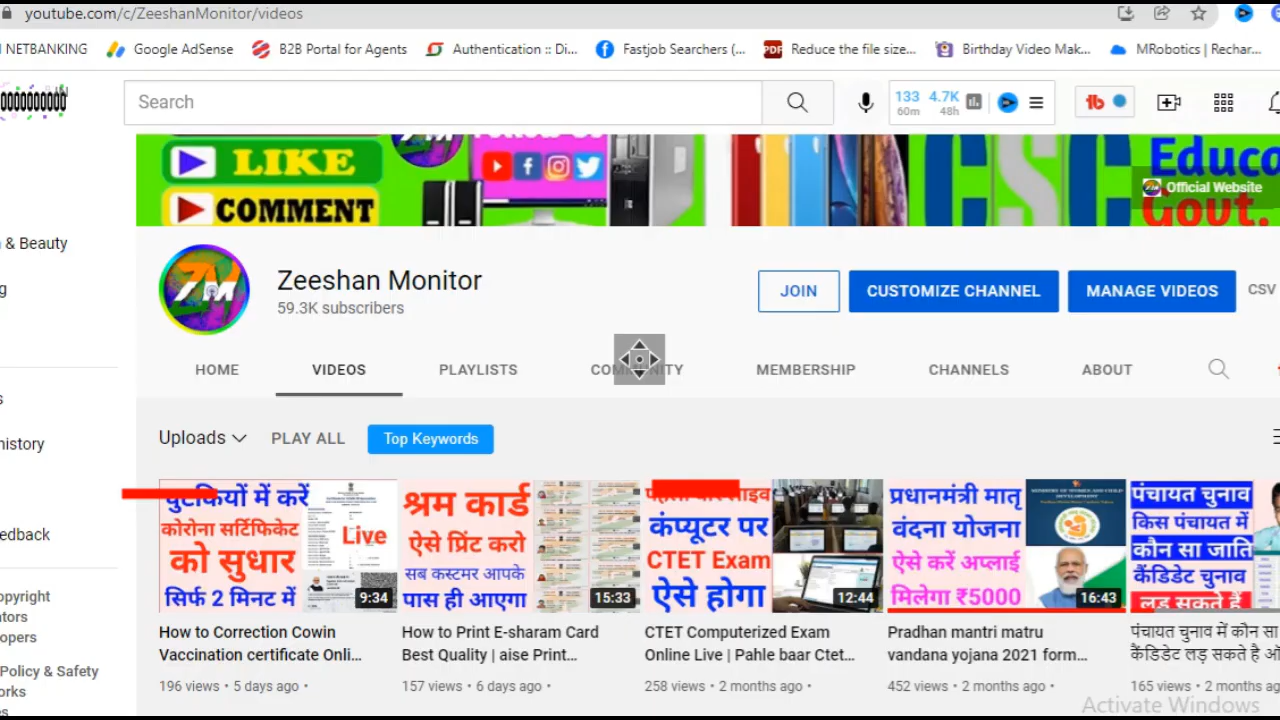 youtube.com/c/ZeeshanMonitor/videos
NETBANKING
Google AdSense
B2B Portal for Agents
Authentication :: Di...
Fastjob Searchers (...
PDF
Reduce the file size...
Birthday Video Mak...
MRobotics | Rechar...
Search
133 4.7K
60m 48h
LIKE
COMMENT
CSC
Educa
Govt.
ZM Official Website
& Beauty
Zeeshan Monitor
59.3K subscribers
JOIN
CUSTOMIZE CHANNEL
MANAGE VIDEOS
CSV
HOME
VIDEOS
PLAYLISTS
MEMBERSHIP
CHANNELS
ABOUT
history
Uploads
PLAY ALL
Top Keywords
चुटकियों में करें
कोरोना सर्टिफिकेट
को सुधार
सिर्फ 2 मिनट में
Live
9:34
श्रम कार्ड
ऐसे प्रिंट करो
सब कस्टमर आपके
पास ही आएगा
15:33
कंप्यूटर पर
CTET Exam
ऐसे होगा
12:44
प्रधानमंत्री मातृ
वंदना योजना
ऐसे करें अप्लाई
मिलेगा ₹5000
16:43
पंचायत चुनाव
किस पंचायत में
कौन सा जाति
कैंडिडेट चुनाव
लड़ सकते हैं
How to Correction Cowin
Vaccination certificate Onli...
196 views • 5 days ago •
How to Print E-sharam Card
Best Quality | aise Print...
157 views • 6 days ago •
CTET Computerized Exam
Online Live | Pahle baar Ctet...
258 views • 2 months ago •
Pradhan mantri matru
vandana yojana 2021 form...
452 views • 2 months ago •
पंचायत चुनाव में कौन सा
कैंडिडेट लड़ सकते है
165 views • 2 months ago
Policy & Safety
Activate Windows